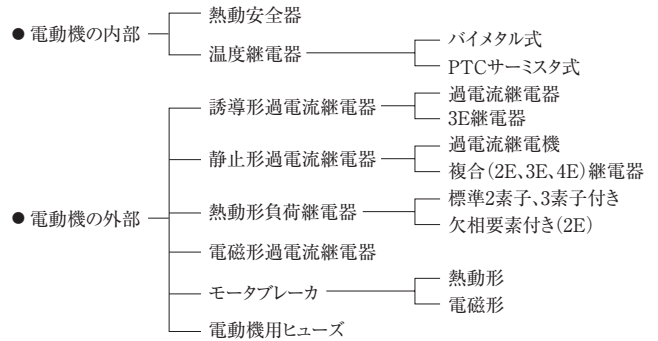 熱動安全器
● 電動機の内部
温度継電器
バイメタル式
PTCサーミスタ式
誘導形過電流継電器
過電流継電器
3E継電器
静止形過電流継電器
過電流継電機
複合(2E、3E、4E)継電器
● 電動機の外部
熱動形負荷継電器
標準2素子、3素子付き
欠相要素付き(2E)
電磁形過電流継電器
モータブレーカ
熱動形
電磁形
電動機用ヒューズ